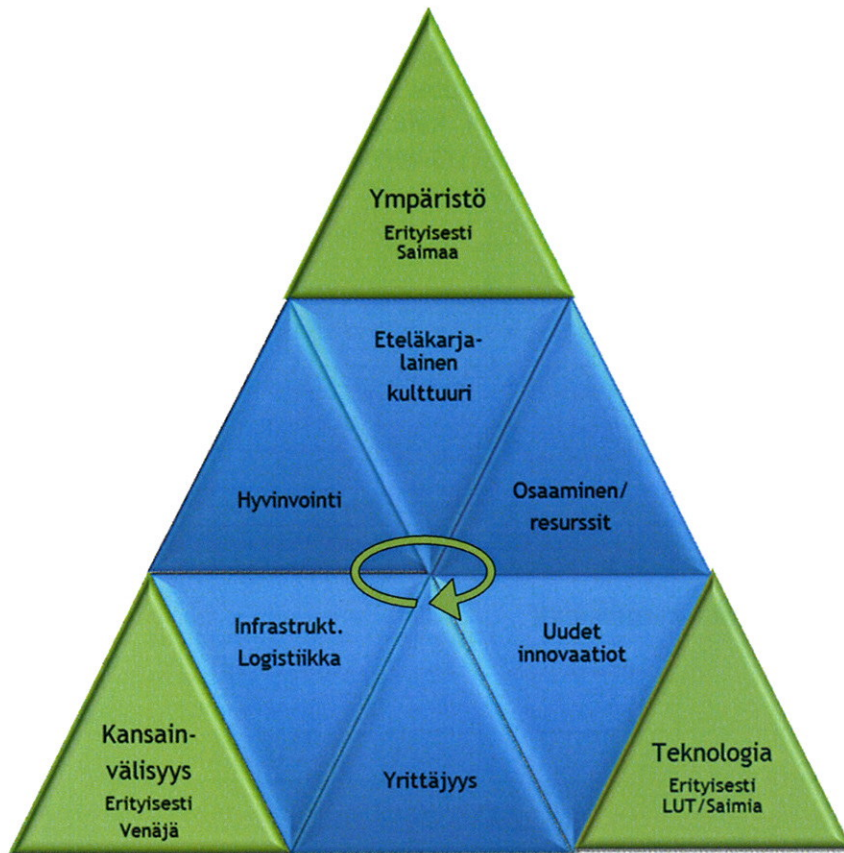 Ympäristö
Erityisesti
Saimaa
Eteläkarja-
lainen
kulttuuri
Hyvinvointi
Osaaminen/
resurssit
Infrastrukt.
Logistiikka
Uudet
innovaatiot
Yrittäjyys
Kansain-
välisyys
Erityisesti
Venäjä
Teknologia
Erityisesti
LUT/Saimia